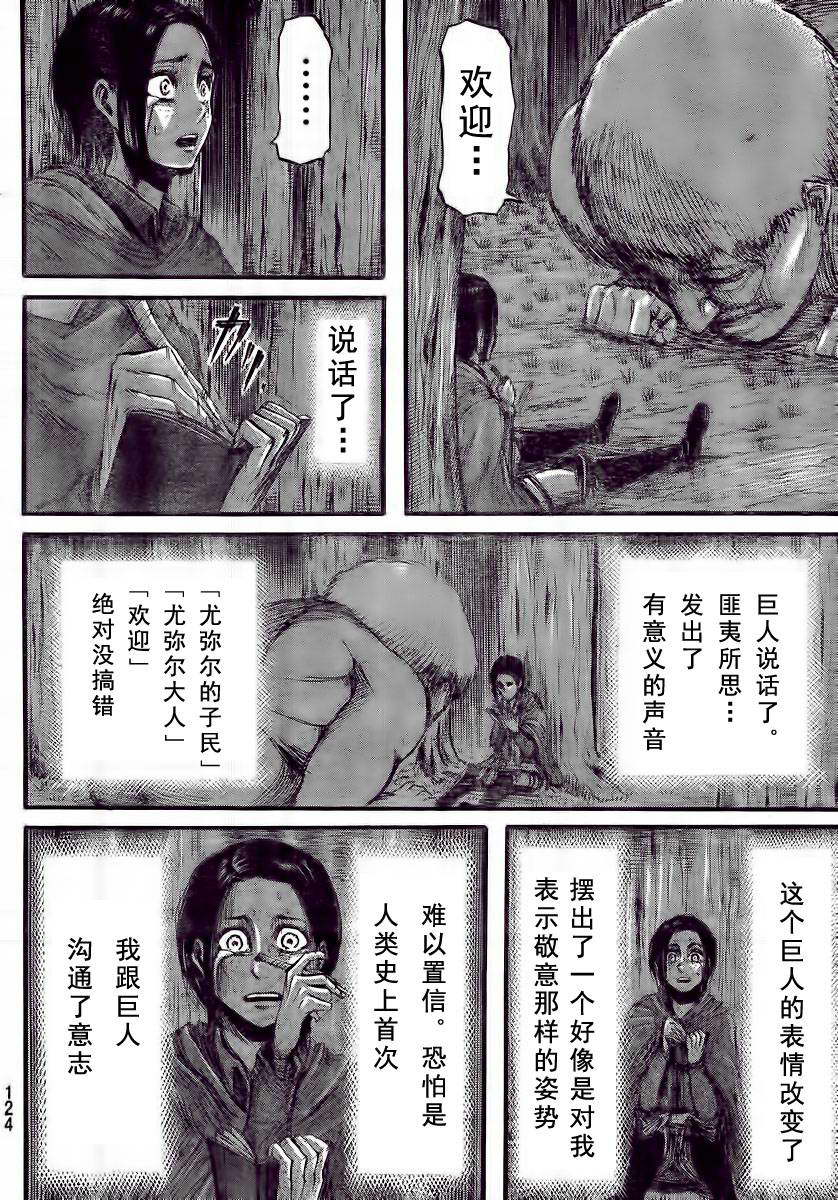 欢迎…
……
说话了…
ガリッ
巨人说话了。
匪夷所思…
发出了
有意义的声音
「尤弥尔的子民」
「尤弥尔大人」
「欢迎」
绝对没搞错
这个巨人的表情改变了
摆出了一个好像是对我
表示敬意那样的姿势
难以置信。恐怕是
人类史上首次
我跟巨人
沟通了意志
124